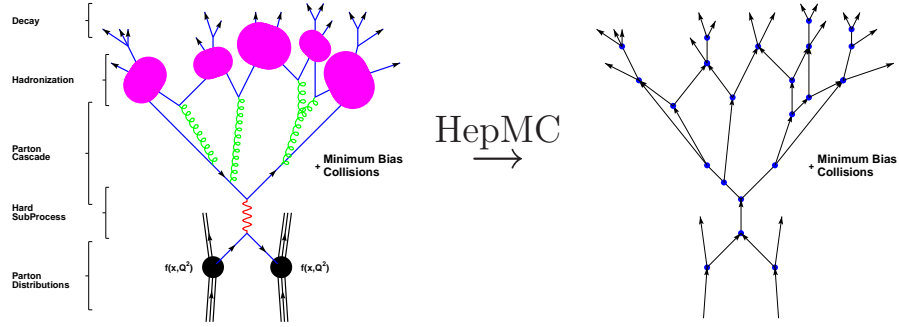 Decay
Hadronization
Parton
Cascade
Hard
SubProcess
Parton
Distributions
+ Minimum Bias
Collisions
f(x,Q²)
f(x,Q²)
HepMC
+ Minimum Bias
Collisions